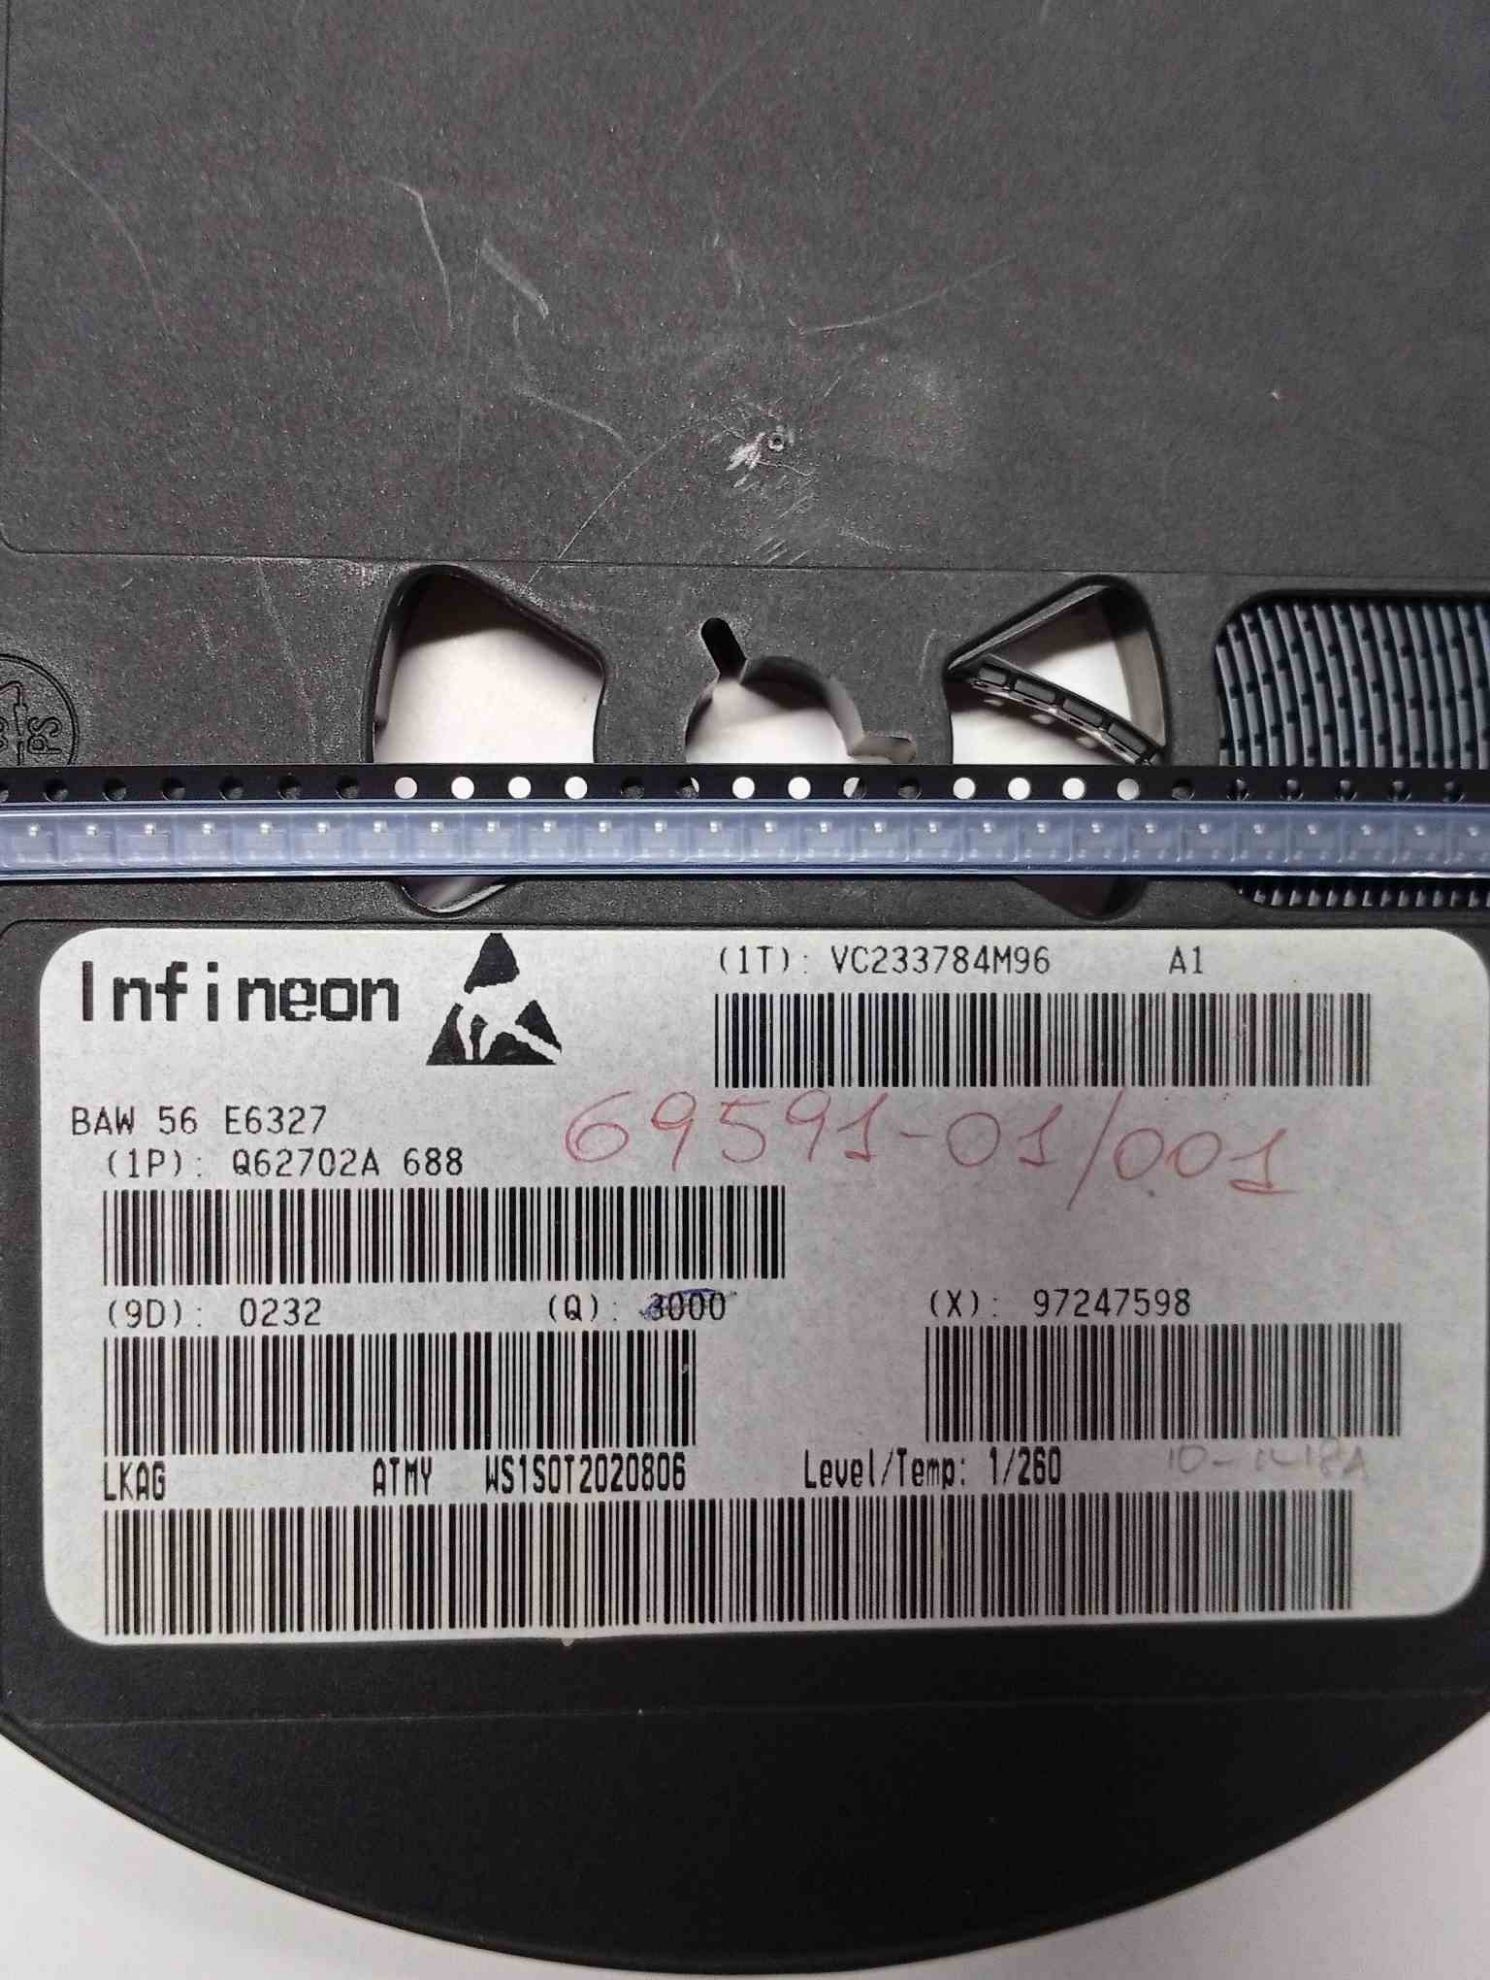 PS
Infineon
(1T): VC233784M96 A1
BAW 56 E6327
69591-01/001
(1P): Q62702A 688
(9D): 0232 (Q): 3000 (X): 97247598
LKAG ATMY WS1SOT2020806 Level/Temp: 1/260